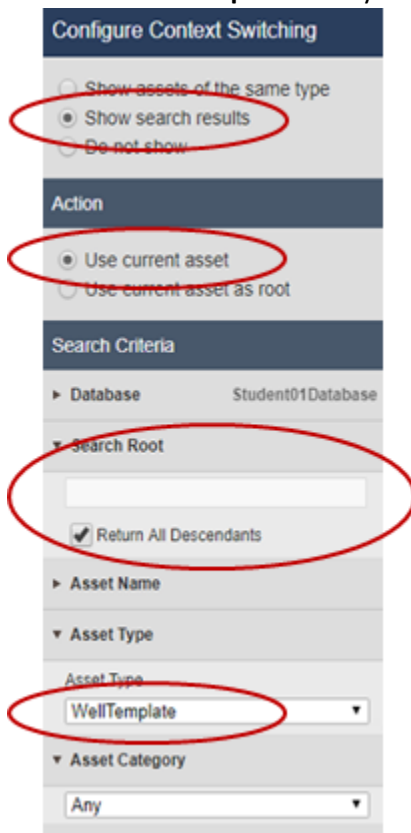 Configure Context Switching
Show assets of the same type
Show search results
Do not show
Action
Use current asset
Use current asset as root
Search Criteria
Database Student01Database
Search Root
Return All Descendants
Asset Name
Asset Type
Asset Type
WellTemplate
Asset Category
Any